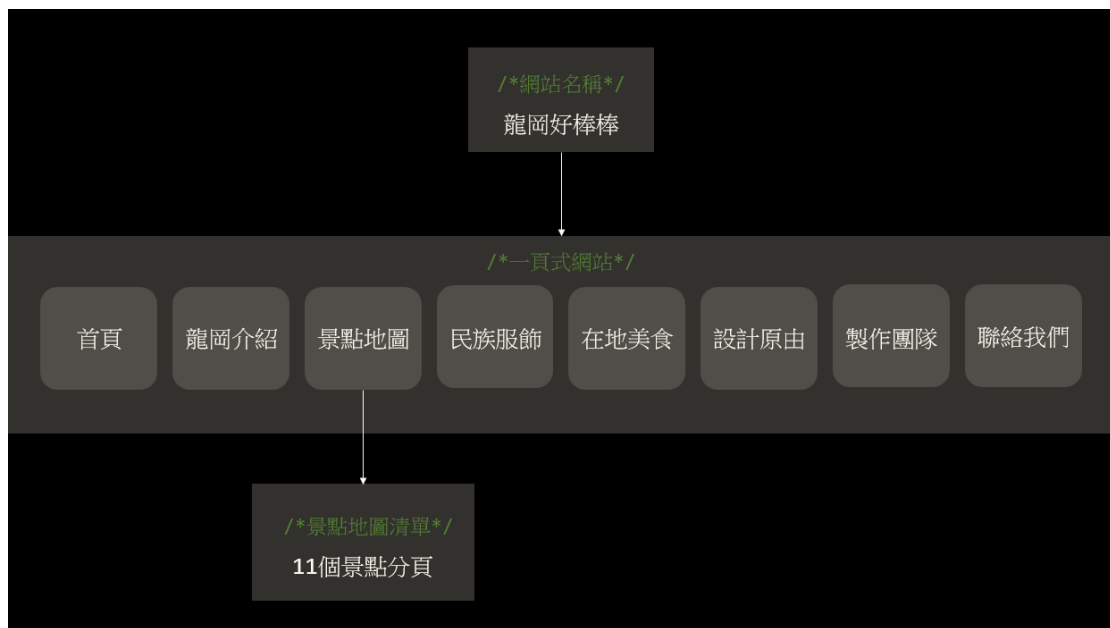 /*網站名稱*/
龍岡好棒棒
/*一頁式網站*/
首頁
龍岡介紹
景點地圖
民族服飾
在地美食
設計原由
製作團隊
聯絡我們
/*景點地圖清單*/
11個景點分頁